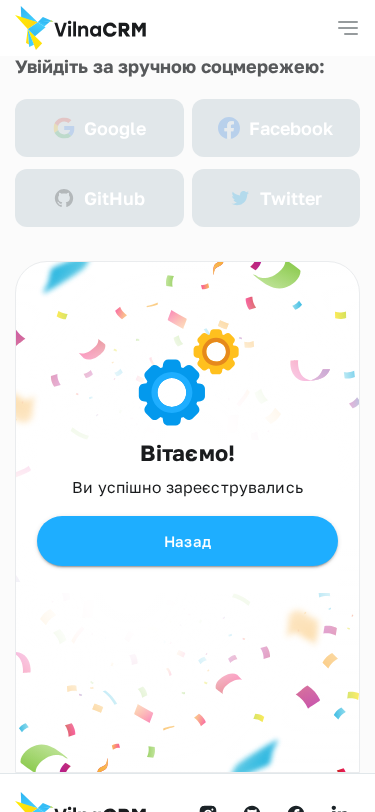 VilnaCRM
Увійдіть за зручною соцмережею:
Google
Facebook
GitHub
Twitter
Вітаємо!
Ви успішно зареєструвались
Назад
VilnaCRM